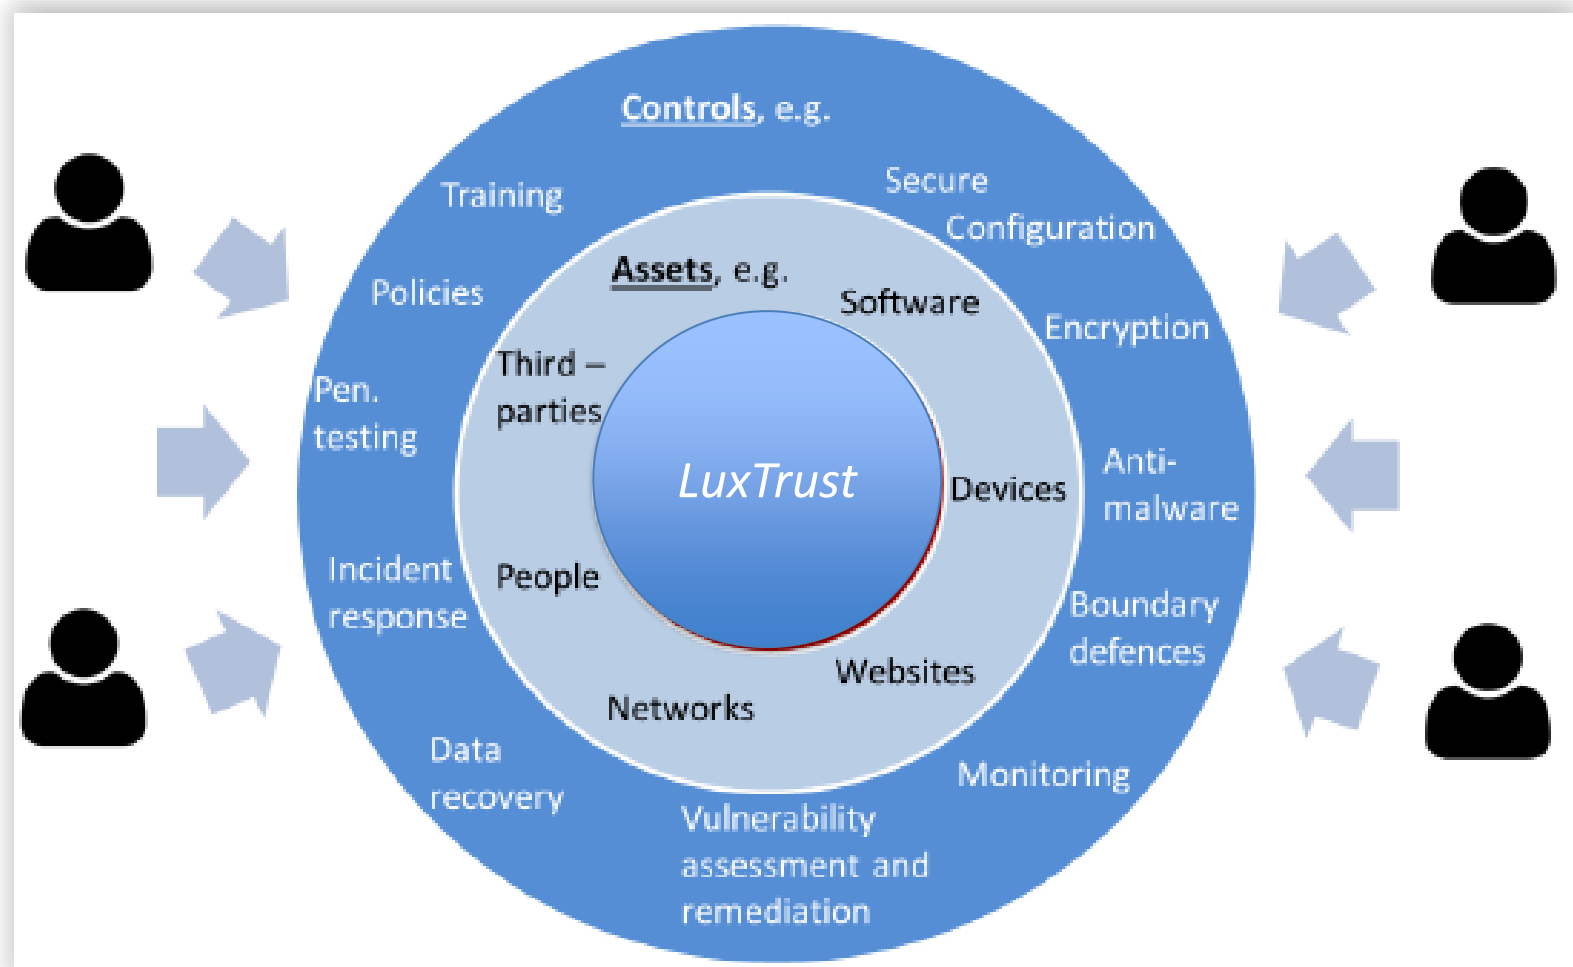 Controls, e.g.
Training
Secure
Configuration
Policies
Encryption
Pen.
testing
Anti-
malware
Incident
response
Boundary
defences
Data
recovery
Monitoring
Vulnerability
assessment and
remediation
Assets, e.g.
Software
Third –
parties
Devices
People
Websites
Networks
LuxTrust